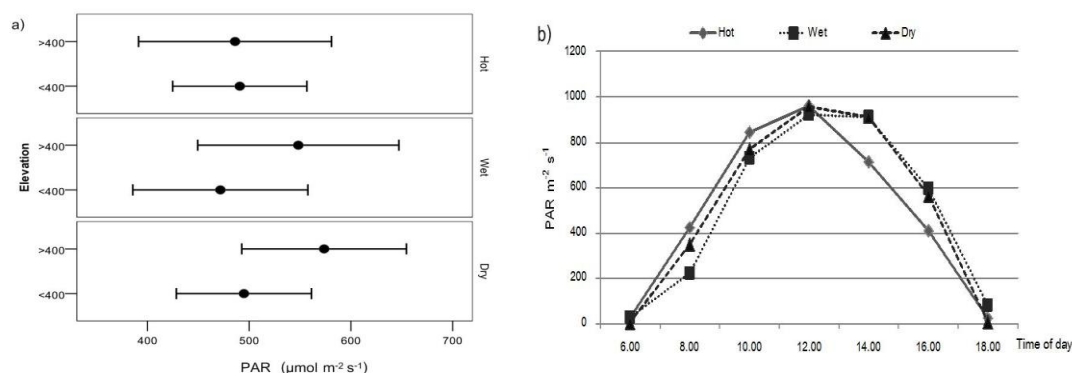 a)
>400
<400
Hot
>400
<400
Wet
>400
<400
Dry
Elevation
400 500 600 700
PAR (µmol m-2 s-1)
b)
Hot Wet Dry
1200
1000
800
600
400
200
0
PAR m-2 s-1
6.00 8.00 10.00 12.00 14.00 16.00 18.00
Time of day